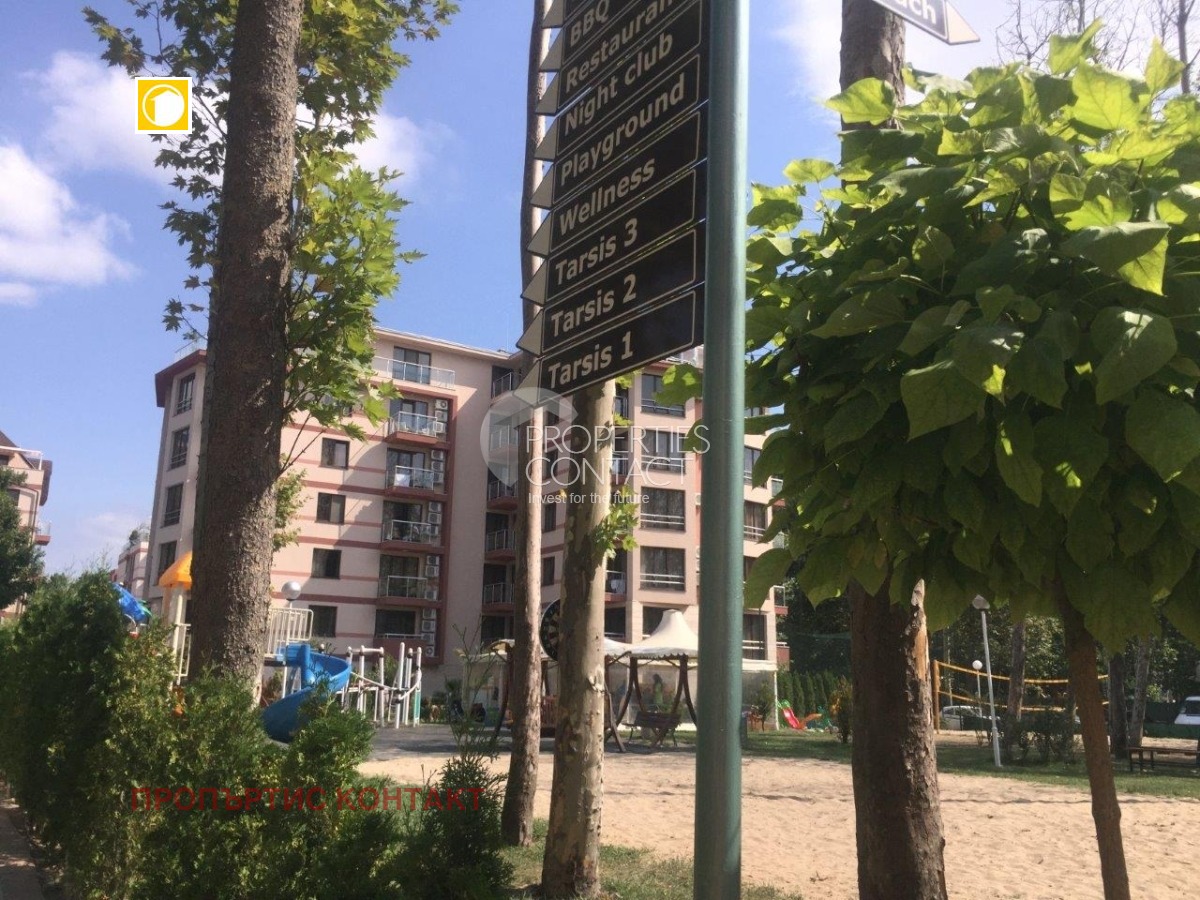 BBQ
Restaurant
Night club
Playground
Wellness
Tarsis 3
Tarsis 2
Tarsis 1
PROPERTIES
CONTACT
Invest for the future
ПРОПЪРТИС КОНТАКТ